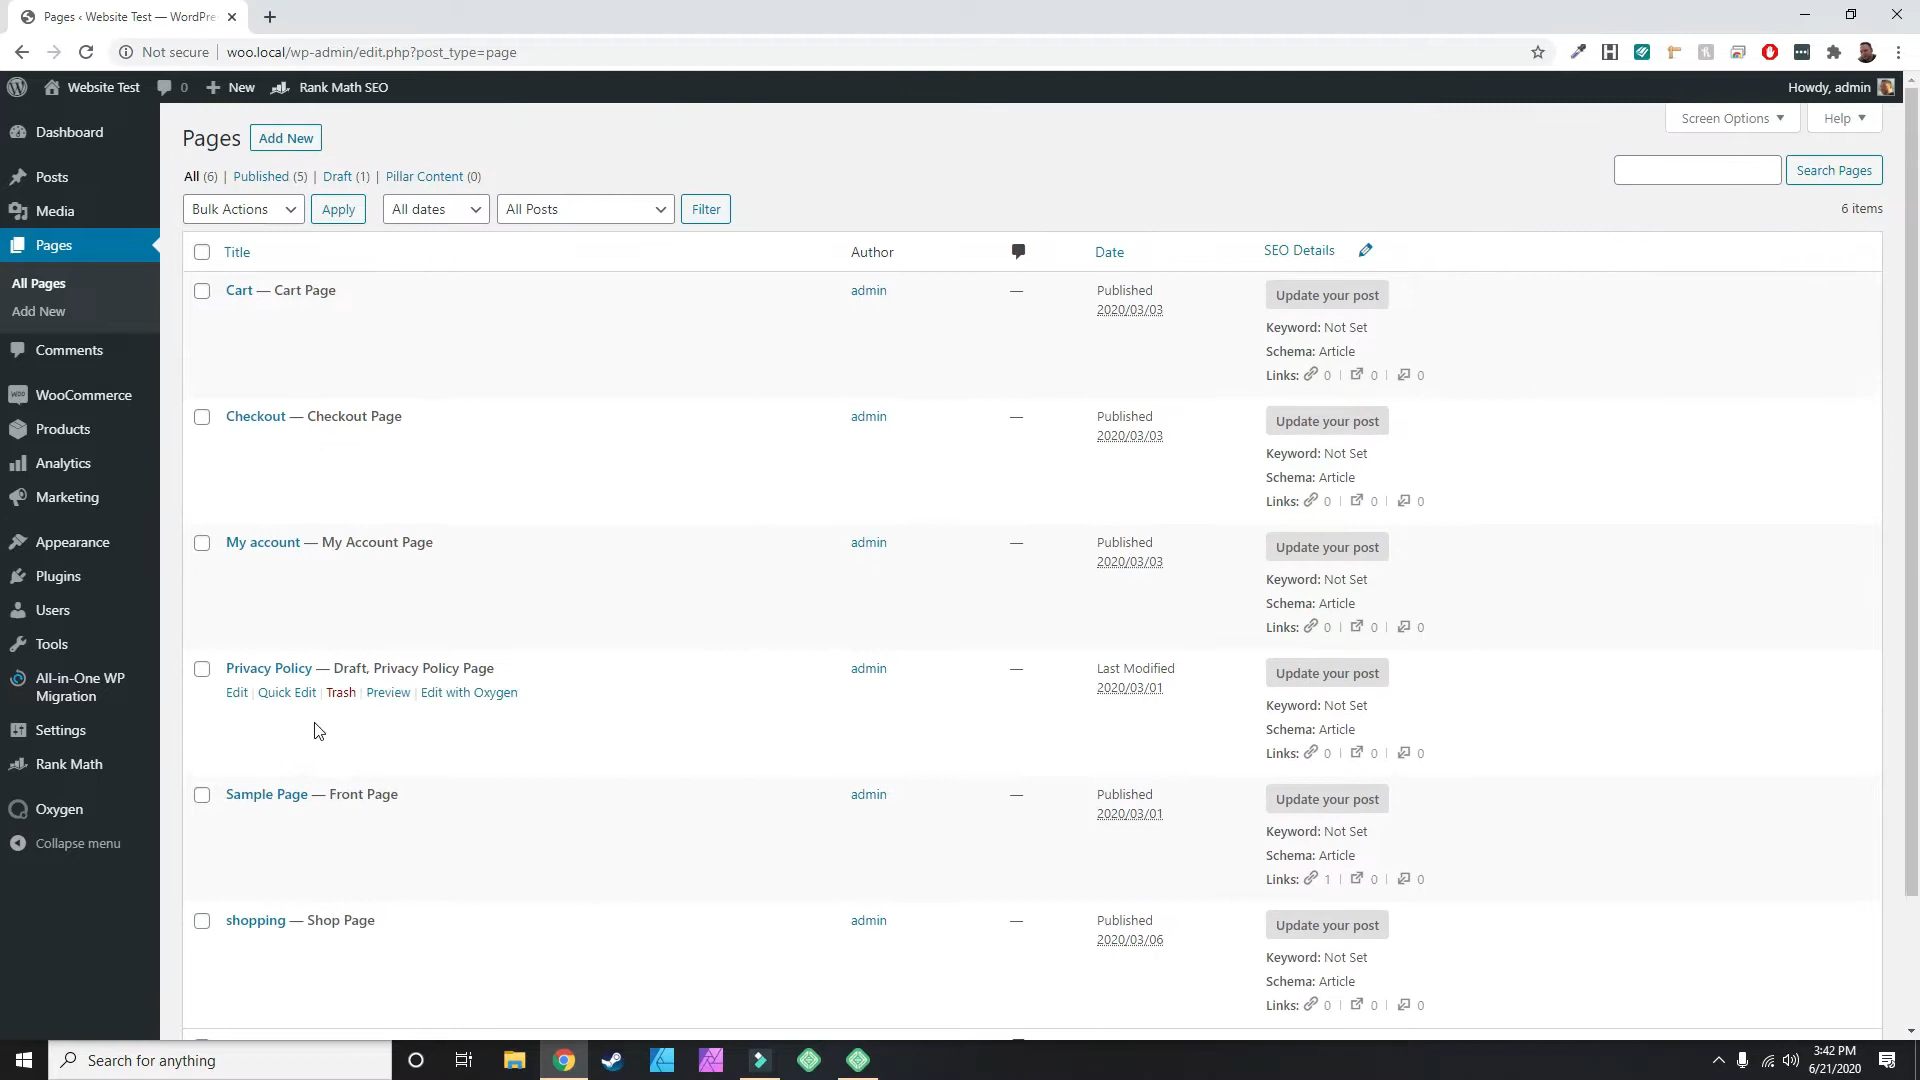 Pages ‹ Website Test — WordPre
Not secure
woo.local/wp-admin/edit.php?post_type=page
Website Test
0
New
Rank Math SEO
Howdy, admin
Dashboard
Posts
Media
Pages
All Pages
Add New
Comments
WooCommerce
Products
Analytics
Marketing
Appearance
Plugins
Users
Tools
All-in-One WP
Migration
Settings
Rank Math
Oxygen
Collapse menu
Screen Options
Help
Pages
Add New
All (6) | Published (5) | Draft (1) | Pillar Content (0)
Search Pages
Bulk Actions
Apply
All dates
All Posts
Filter
6 items
Title
Author
Date
SEO Details
Cart — Cart Page
admin
—
Published
2020/03/03
Update your post
Keyword: Not Set
Schema: Article
Links: 0 | 0 | 0
Checkout — Checkout Page
admin
—
Published
2020/03/03
Update your post
Keyword: Not Set
Schema: Article
Links: 0 | 0 | 0
My account — My Account Page
admin
—
Published
2020/03/03
Update your post
Keyword: Not Set
Schema: Article
Links: 0 | 0 | 0
Privacy Policy — Draft, Privacy Policy Page
Edit | Quick Edit | Trash | Preview | Edit with Oxygen
admin
—
Last Modified
2020/03/01
Update your post
Keyword: Not Set
Schema: Article
Links: 0 | 0 | 0
Sample Page — Front Page
admin
—
Published
2020/03/01
Update your post
Keyword: Not Set
Schema: Article
Links: 1 | 0 | 0
shopping — Shop Page
admin
—
Published
2020/03/06
Update your post
Keyword: Not Set
Schema: Article
Links: 0 | 0 | 0
Search for anything
3:42 PM
6/21/2020